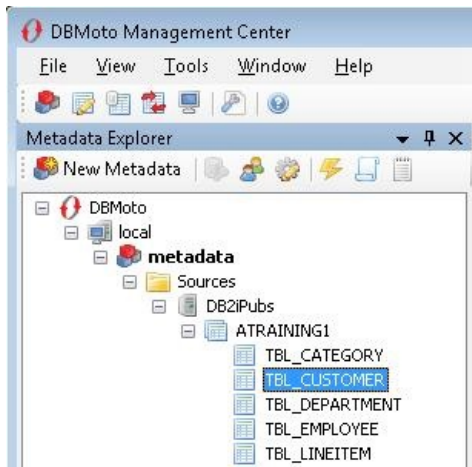 DBMoto Management Center
File View Tools Window Help
Metadata Explorer
New Metadata
DBMoto
local
metadata
Sources
DB2iPubs
ATRAINING1
TBL_CATEGORY
TBL_CUSTOMER
TBL_DEPARTMENT
TBL_EMPLOYEE
TBL_LINEITEM